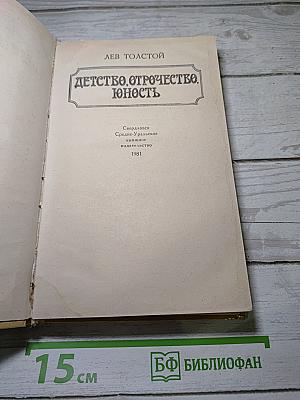 ЛЕВ ТОЛСТОЙ
ДЕТСТВО, ОТРОЧЕСТВО,
ЮНОСТЬ
Свердловск
Средне-Уральское
книжное
издательство
1981
15 см
БФ БИБЛИОФАН